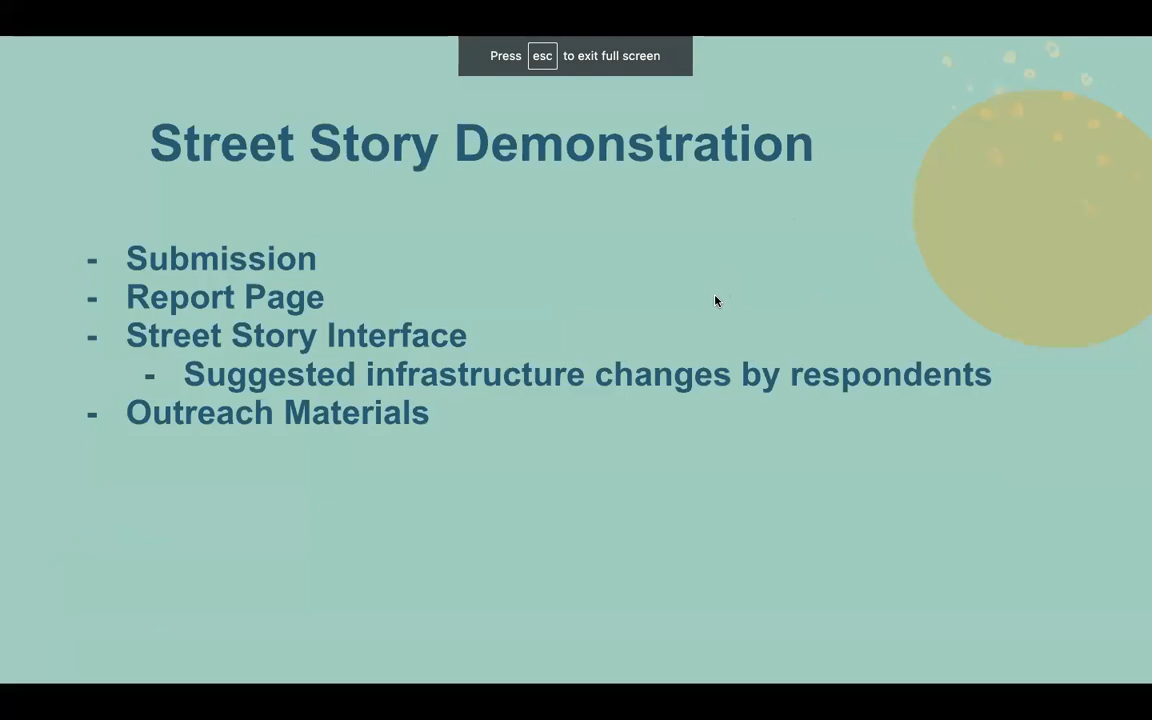 Press esc to exit full screen
Street Story Demonstration
- Submission
- Report Page
- Street Story Interface
- Suggested infrastructure changes by respondents
- Outreach Materials